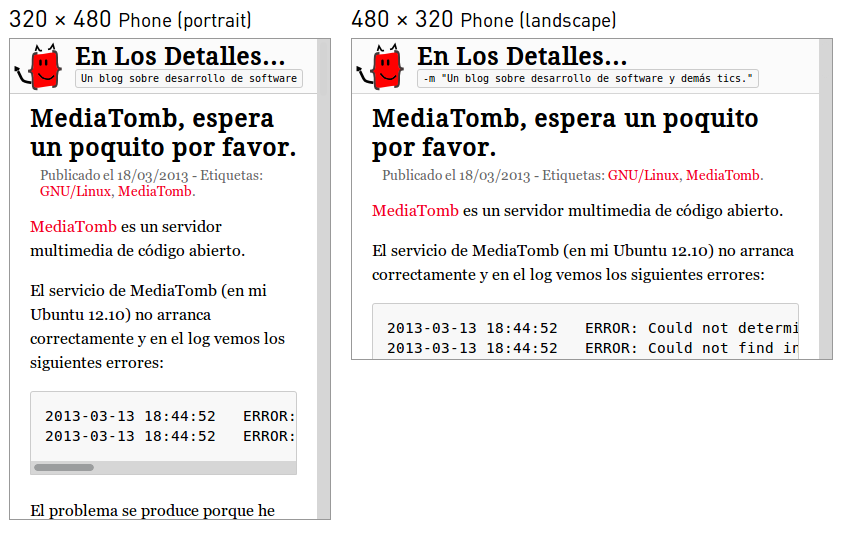 320 × 480 Phone (portrait)
En Los Detalles...
Un blog sobre desarrollo de software
MediaTomb, espera
un poquito por favor.
Publicado el 18/03/2013 - Etiquetas:
GNU/Linux, MediaTomb.
MediaTomb es un servidor
multimedia de código abierto.
El servicio de MediaTomb (en mi
Ubuntu 12.10) no arranca
correctamente y en el log vemos los
siguientes errores:
2013-03-13 18:44:52 ERROR:
2013-03-13 18:44:52 ERROR:
El problema se produce porque he
480 × 320 Phone (landscape)
En Los Detalles...
-m "Un blog sobre desarrollo de software y demás tics."
MediaTomb, espera un poquito
por favor.
Publicado el 18/03/2013 - Etiquetas: GNU/Linux, MediaTomb.
MediaTomb es un servidor multimedia de código abierto.
El servicio de MediaTomb (en mi Ubuntu 12.10) no arranca
correctamente y en el log vemos los siguientes errores:
2013-03-13 18:44:52 ERROR: Could not determi
2013-03-13 18:44:52 ERROR: Could not find in